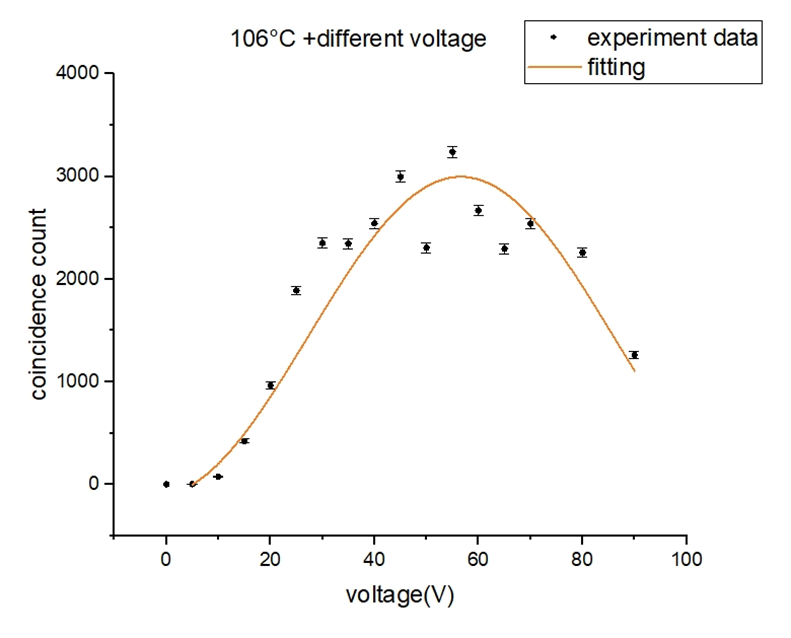 106°C +different voltage
experiment data
fitting
4000
3000
2000
1000
0
coincidence count
0 20 40 60 80 100
voltage(V)